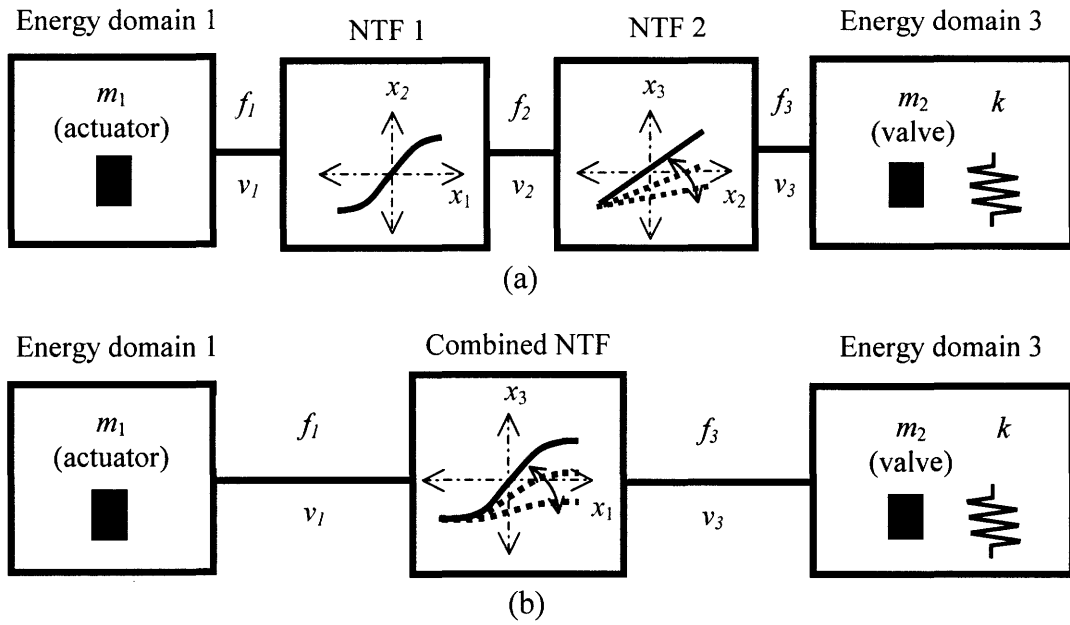 Energy domain 1
NTF 1
NTF 2
Energy domain 3
m1
(actuator)
f1
v1
x2
x1
f2
v2
x3
x2
f3
v3
m2
(valve)
k
(a)
Energy domain 1
Combined NTF
Energy domain 3
m1
(actuator)
f1
v1
x3
x1
f3
v3
m2
(valve)
k
(b)